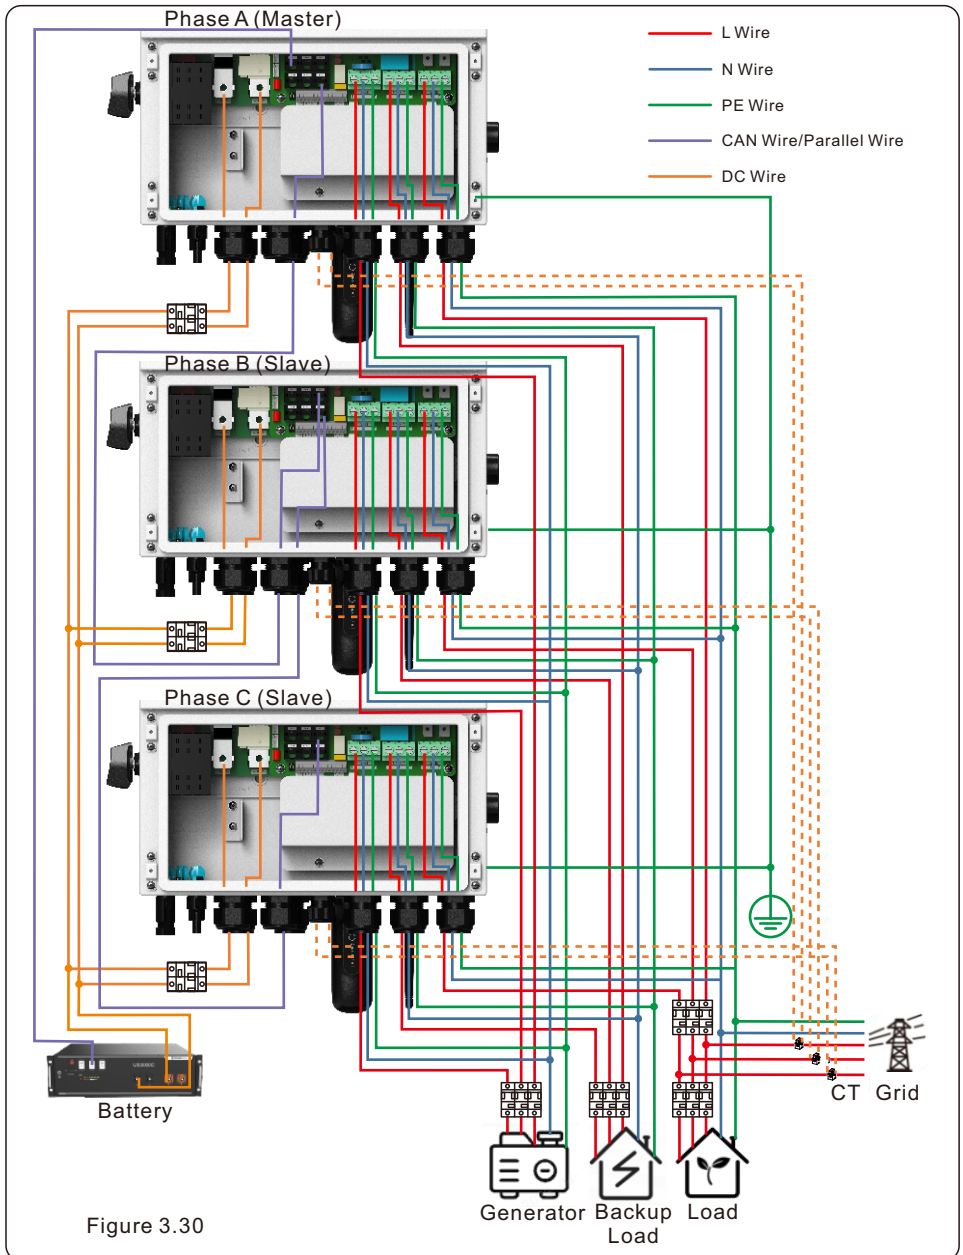 Phase A (Master)
L Wire
N Wire
PE Wire
CAN Wire/Parallel Wire
DC Wire
Phase B (Slave)
Phase C (Slave)
Battery
CT
Grid
Generator
Backup
Load
Load
Figure 3.30